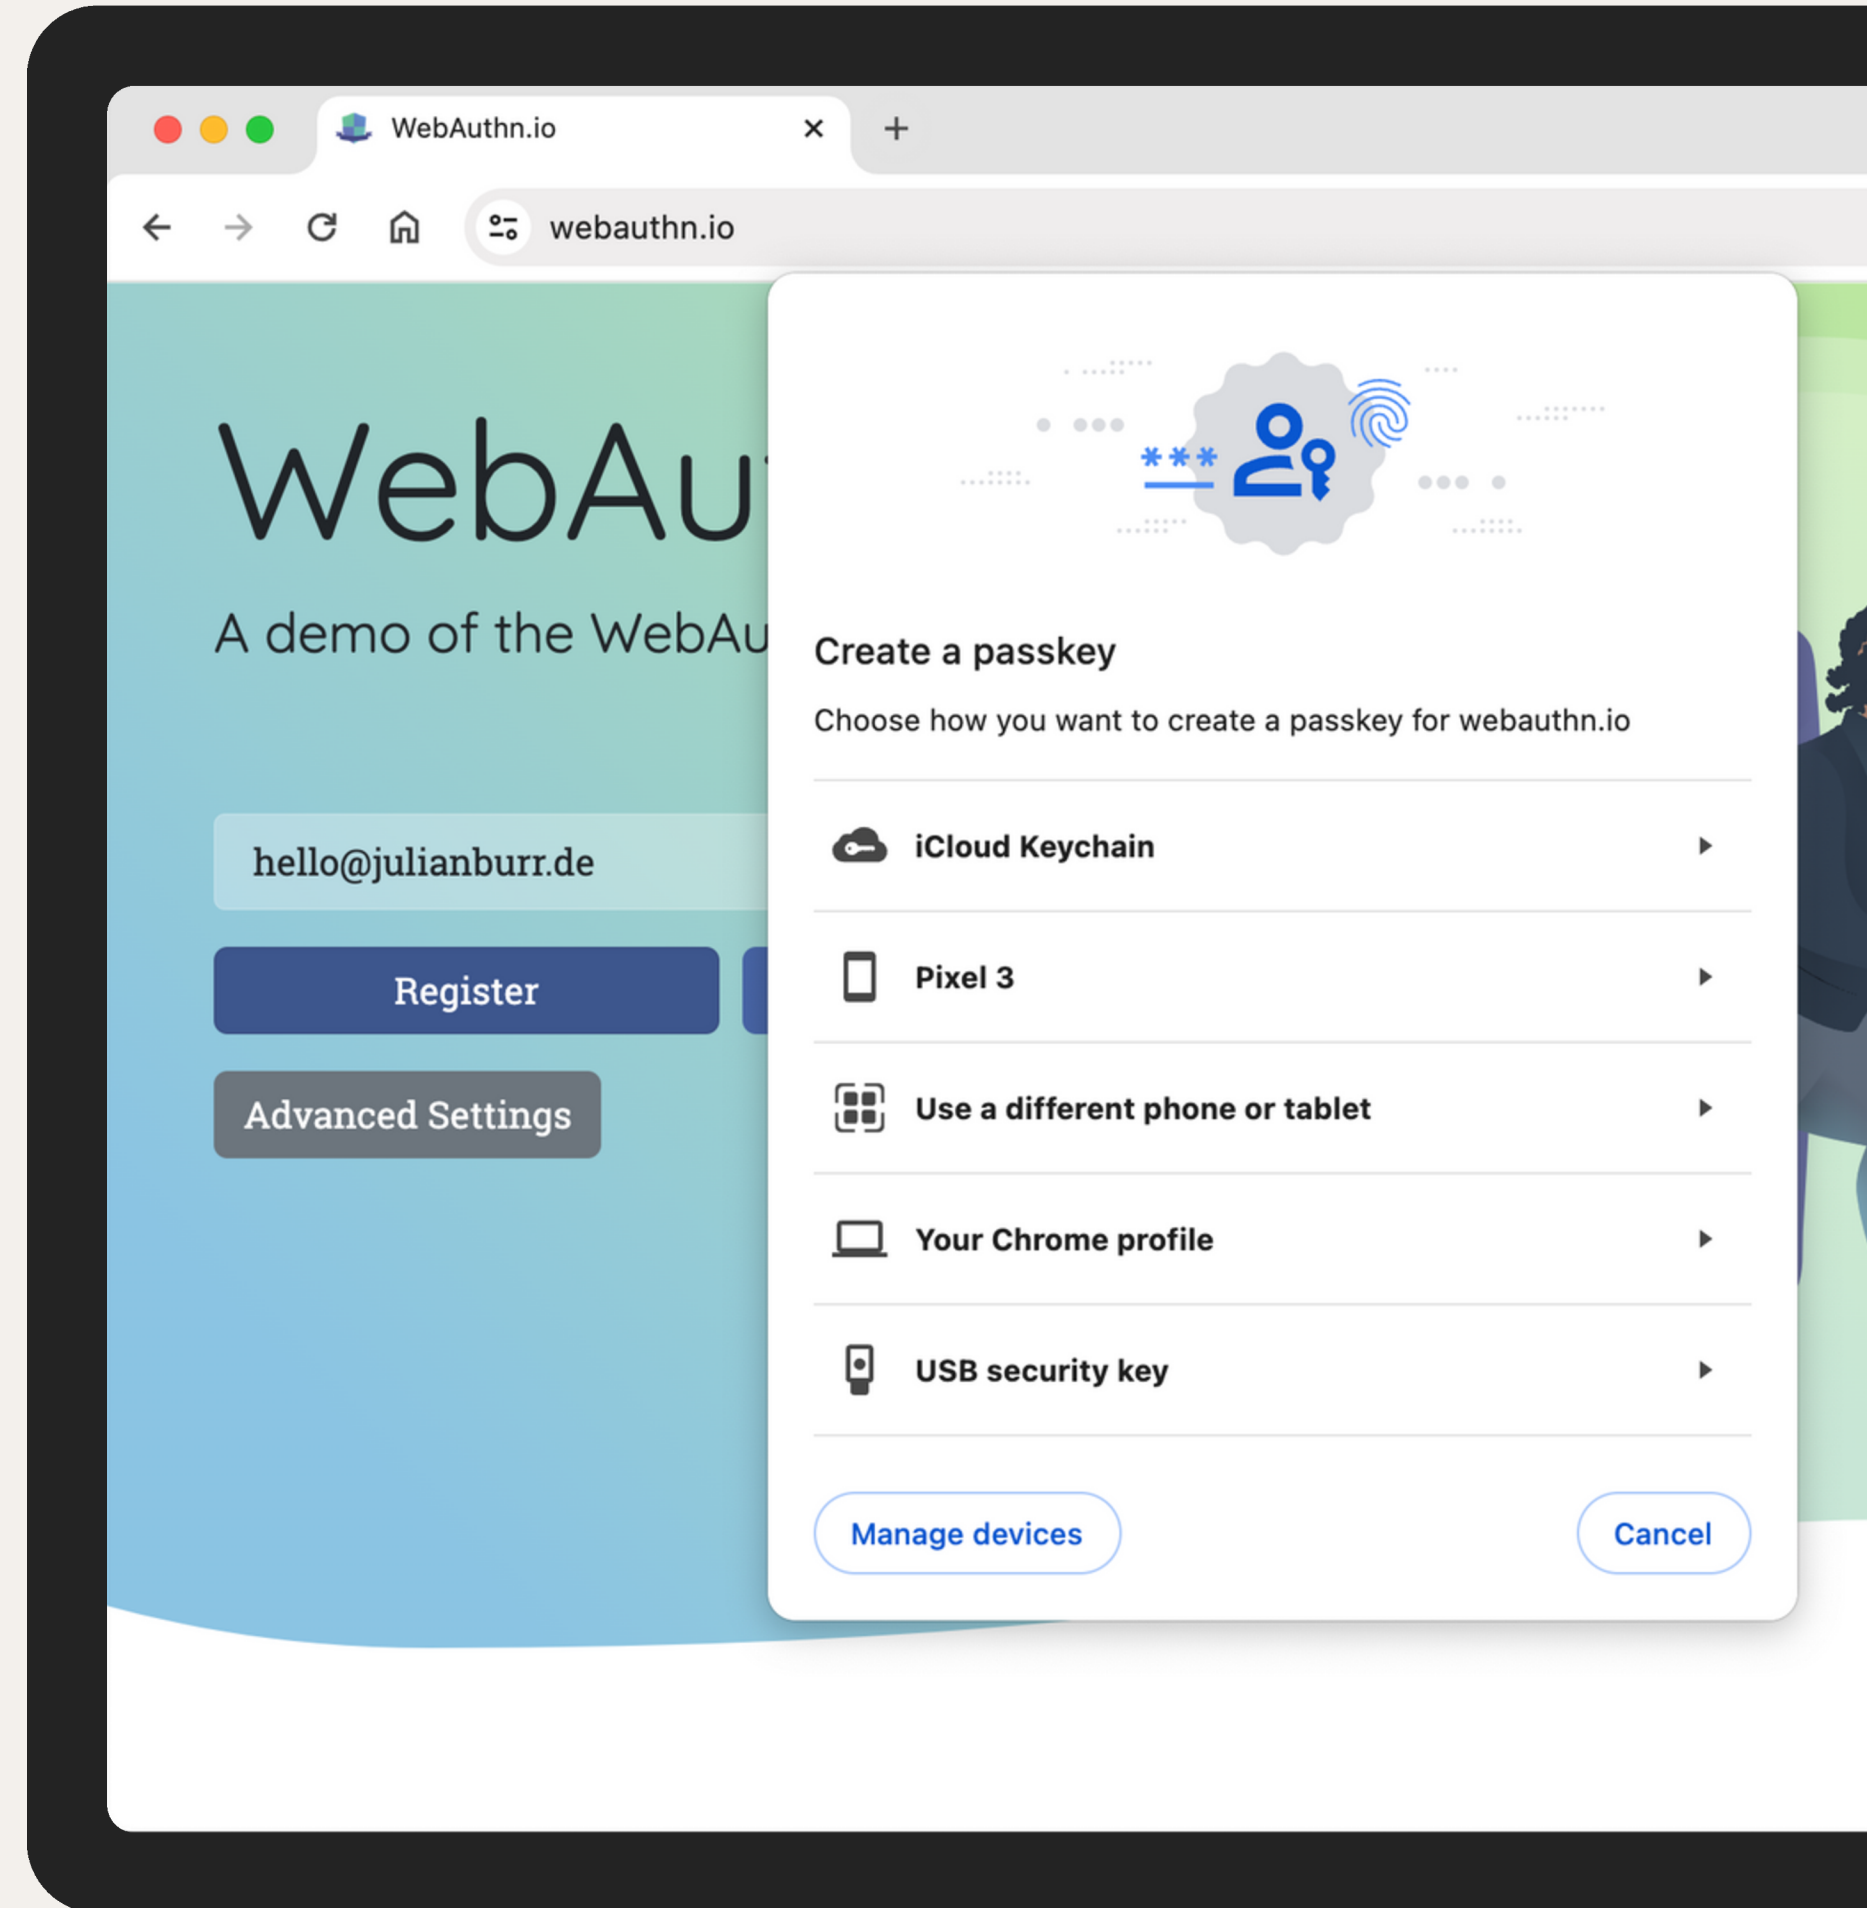 WebAuthn.io
webauthn.io
WebAu
A demo of the WebAu
hello@julianburr.de
Register
Advanced Settings
***
Create a passkey
Choose how you want to create a passkey for webauthn.io
iCloud Keychain
Pixel 3
Use a different phone or tablet
Your Chrome profile
USB security key
Manage devices
Cancel